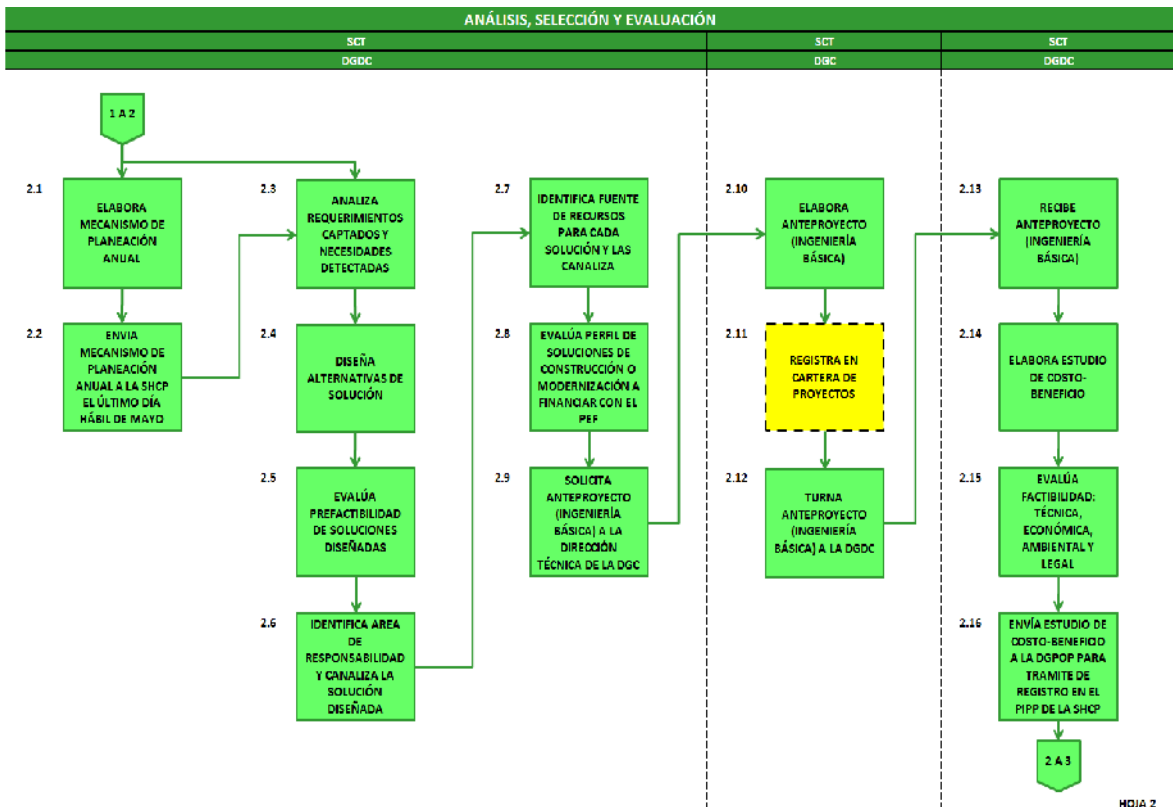 ANÁLISIS, SELECCIÓN Y EVALUACIÓN
SCT
DGDC
SCT
DGC
SCT
DGDC
1 A 2
2.1
ELABORA
MECANISMO DE
PLANEACIÓN
ANUAL
2.2
ENVIA
MECANISMO DE
PLANEACIÓN
ANUAL A LA SHCP
EL ÚLTIMO DÍA
HÁBIL DE MAYO
2.3
ANALIZA
REQUERIMIENTOS
CAPTADOS Y
NECESIDADES
DETECTADAS
2.4
DISEÑA
ALTERNATIVAS DE
SOLUCIÓN
2.5
EVALÚA
PREFACTIBILIDAD
DE SOLUCIONES
DISEÑADAS
2.6
IDENTIFICA AREA
DE
RESPONSABILIDAD
Y CANALIZA LA
SOLUCIÓN
DISEÑADA
2.7
IDENTIFICA FUENTE
DE RECURSOS
PARA CADA
SOLUCIÓN Y LAS
CANALIZA
2.8
EVALÚA PERFIL DE
SOLUCIONES DE
CONSTRUCCIÓN O
MODERNIZACIÓN A
FINANCIAR CON EL
PEF
2.9
SOLICITA
ANTEPROYECTO
(INGENIERÍA
BÁSICA) A LA
DIRECCIÓN
TÉCNICA DE LA DGC
2.10
ELABORA
ANTEPROYECTO
(INGENIERÍA
BÁSICA)
2.11
REGISTRA EN
CARTERA DE
PROYECTOS
2.12
TURNA
ANTEPROYECTO
(INGENIERÍA
BÁSICA) A LA DGDC
2.13
RECIBE
ANTEPROYECTO
(INGENIERÍA
BÁSICA)
2.14
ELABORA ESTUDIO
DE COSTO-
BENEFICIO
2.15
EVALÚA
FACTIBILIDAD:
TÉCNICA,
ECONÓMICA,
AMBIENTAL Y
LEGAL
2.16
ENVÍA ESTUDIO DE
COSTO-BENEFICIO
A LA DGPOP PARA
TRAMITE DE
REGISTRO EN EL
PIPP DE LA SHCP
2 A 3
HOJA 2